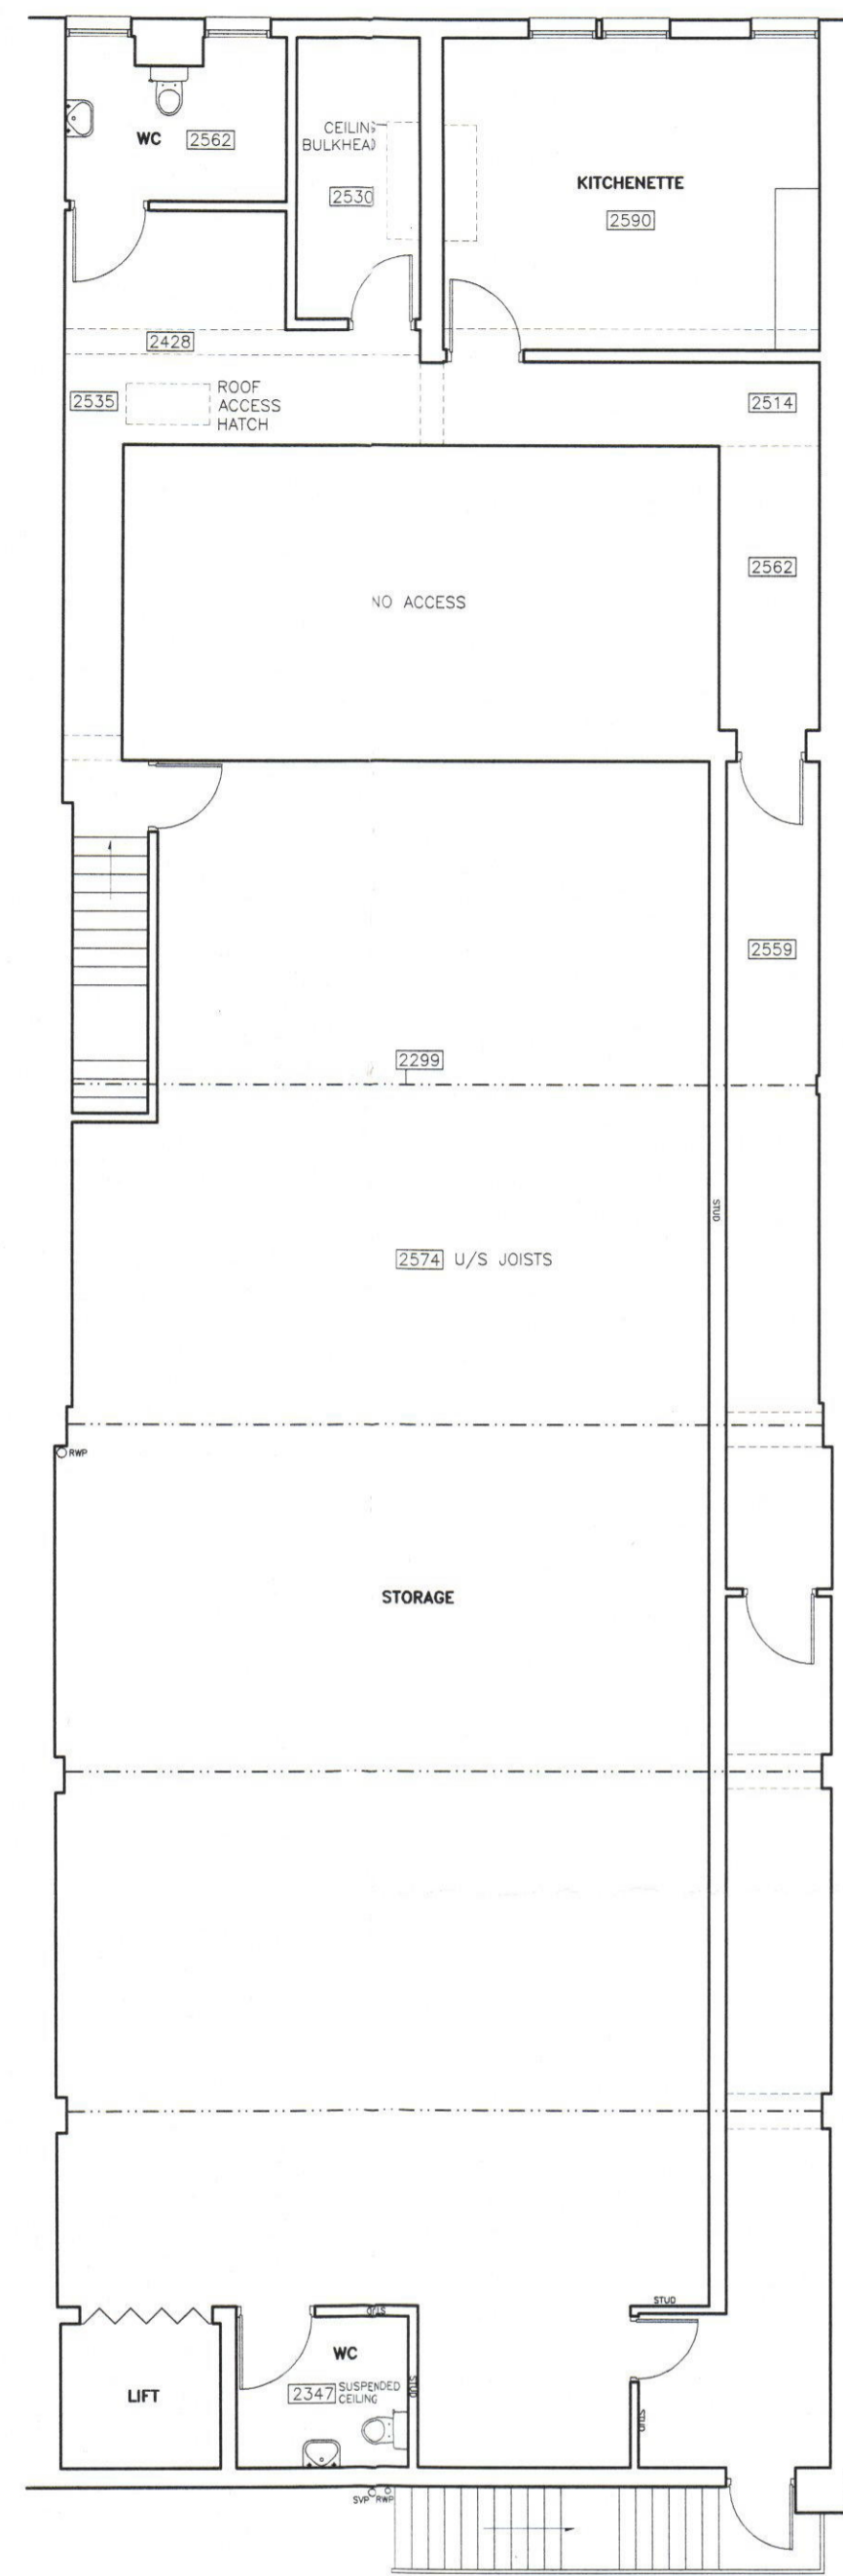 WC 2562
CEILING
BULKHEAD
2530
KITCHENETTE
2590
2428
2535
ROOF
ACCESS
HATCH
2514
2562
NO ACCESS
2559
2299
STUD
2574 U/S JOISTS
RWP
STORAGE
STUD
STUD
WC
LIFT
2347 SUSPENDED
CEILING
STUD
STUD
SVP RWP